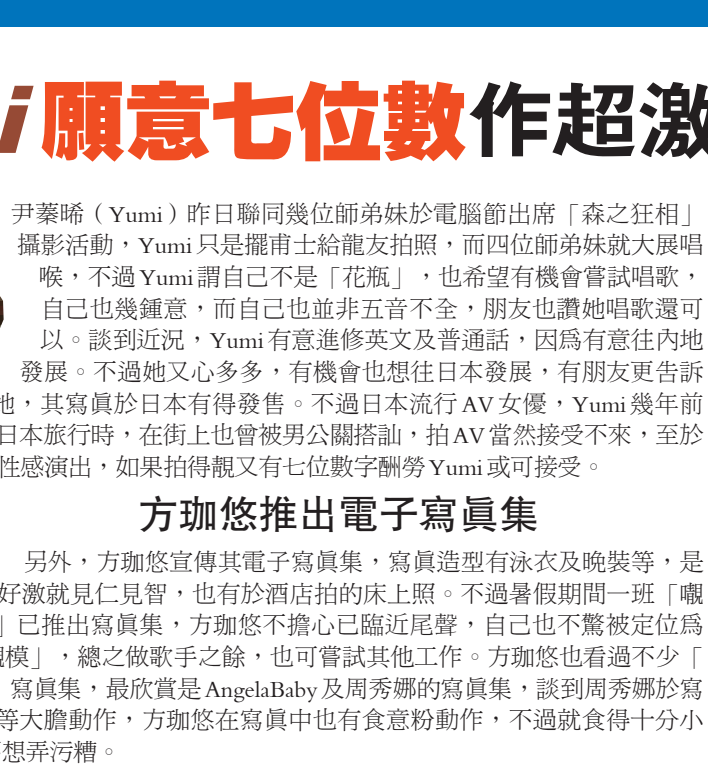 i願意七位數作超激
尹蓁晞（Yumi）昨日聯同幾位師弟妹於電腦節出席「森之狂相」
攝影活動，Yumi只是擺甫士給龍友拍照，而四位師弟妹就大展唱
喉，不過Yumi謂自己不是「花瓶」，也希望有機會嘗試唱歌，
自己也幾鍾意，而自己也並非五音不全，朋友也讚她唱歌還可
以。談到近況，Yumi有意進修英文及普通話，因為有意往內地
發展。不過她又心多多，有機會也想往日本發展，有朋友更告訴
她，其寫眞於日本有得發售。不過日本流行AV女優，Yumi幾年前
日本旅行時，在街上也曾被男公關搭訕，拍AV當然接受不來，至於
性感演出，如果拍得靚又有七位數字酬勞Yumi或可接受。
方珈悠推出電子寫眞集
另外，方珈悠宣傳其電子寫眞集，寫眞造型有泳衣及晚裝等，是
好激就見仁見智，也有於酒店拍的床上照。不過暑假期間一班「嘅
」已推出寫眞集，方珈悠不擔心已臨近尾聲，自己也不驚被定位爲
模」，總之做歌手之餘，也可嘗試其他工作。方珈悠也看過不少「
寫眞集，最欣賞是AngelaBaby及周秀娜的寫眞集，談到周秀娜於寫
等大膽動作，方珈悠在寫眞中也有食意粉動作，不過就食得十分小
想弄污糟。